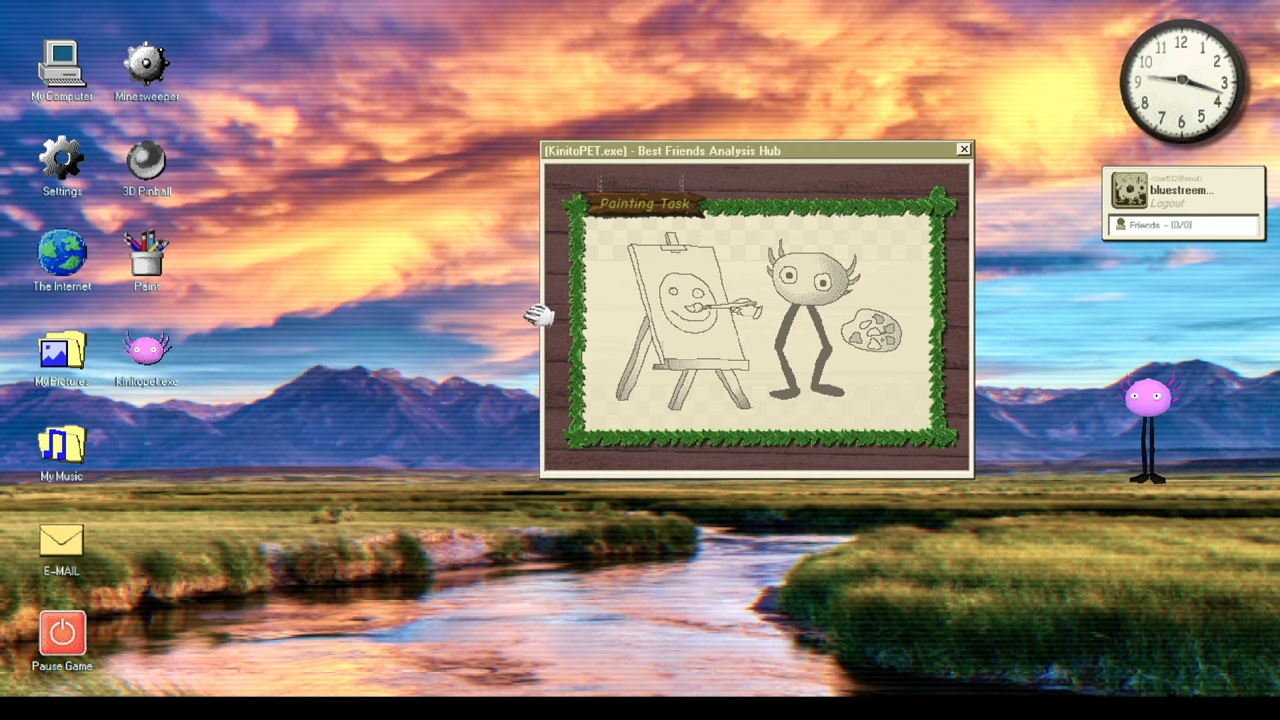 My Computer
Minesweeper
Settings
3D Pinball
The Internet
Paint
My Pictures
Kinitopet.exe
My Music
E-MAIL
Pause Game
[KinitoPET.exe] - Best Friends Analysis Hub
Painting Task
12
11 1
10 2
9 3
8 4
7 5
6
bluestreem...
Logout
Friends - [0/0]